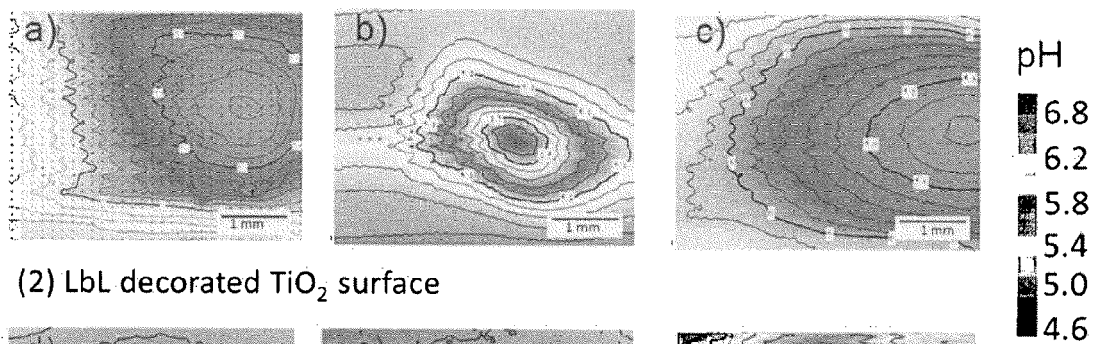 a)
b)
c)
pH
6.8
6.2
5.8
5.4
5.0
4.6
1 mm
1 mm
1 mm
(2) LbL decorated TiO₂ surface